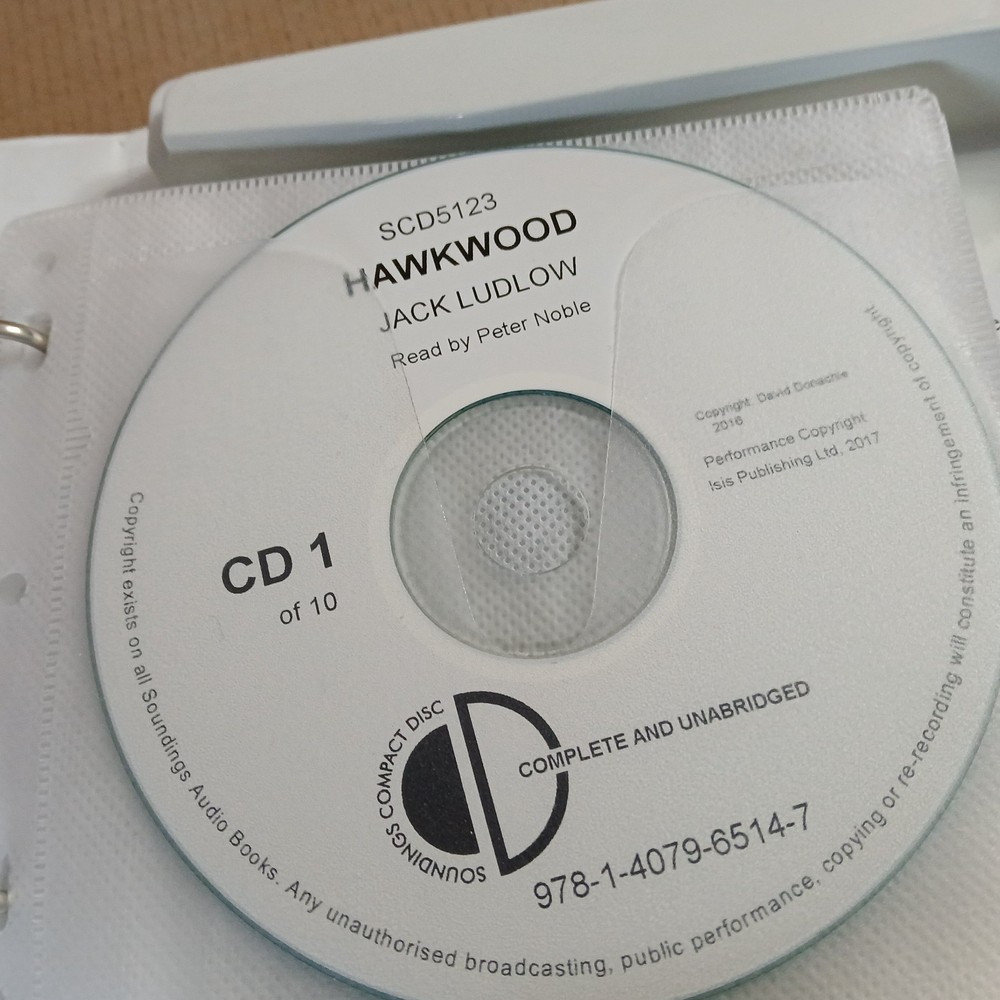 SCD5123
HAWKWOOD
JACK LUDLOW
Read by Peter Noble
Copyright: David Donachie
2016
Performance Copyright
Isis Publishing Ltd, 2017
CD 1
of 10
SOUNDINGS COMPACT DISC
COMPLETE AND UNABRIDGED
978-1-4079-6514-7
Copyright exists on all Soundings Audio Books. Any unauthorised broadcasting, public performance, copying or re-recording will constitute an infringement of copyright